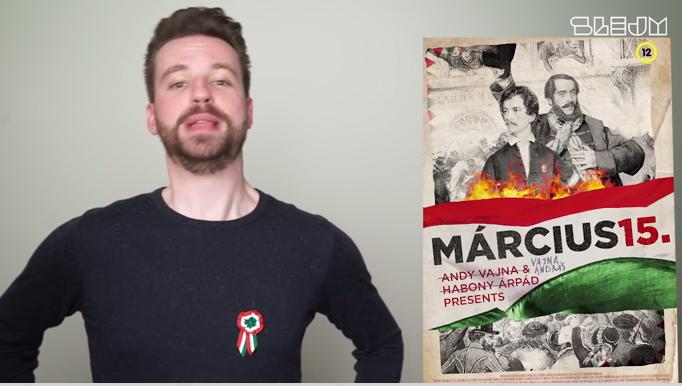 SLEJM
12
MÁRCIUS15.
ANDY VAJNA & VAJNA
ANDRÁS
HABONY ÁRPÁD
PRESENTS